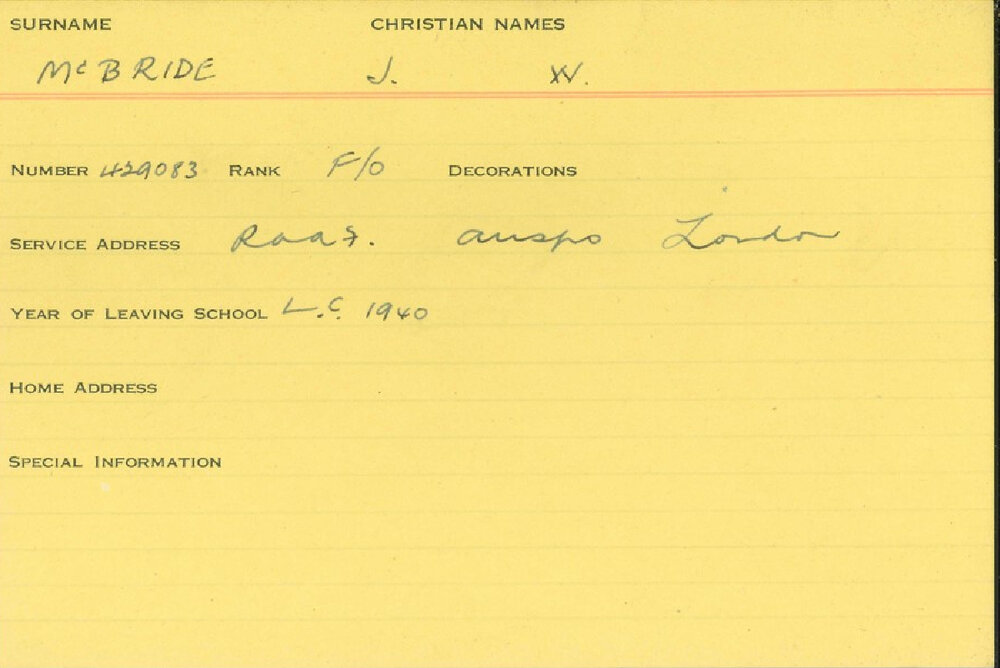 SURNAME CHRISTIAN NAMES
McBRIDE J. W.
NUMBER 429083 RANK F/O DECORATIONS
SERVICE ADDRESS RAAF. Auspo London
YEAR OF LEAVING SCHOOL L.C. 1940
HOME ADDRESS
SPECIAL INFORMATION